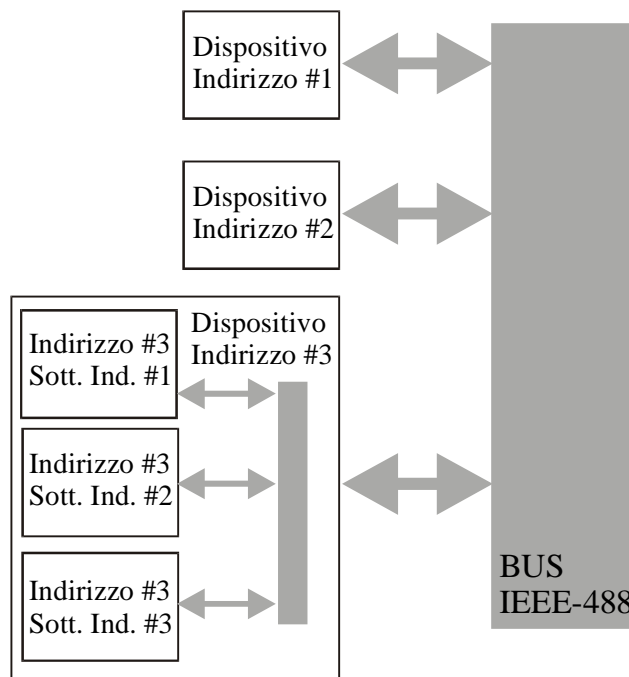 Dispositivo
Indirizzo #1
Dispositivo
Indirizzo #2
Dispositivo
Indirizzo #3
Indirizzo #3
Sott. Ind. #1
Indirizzo #3
Sott. Ind. #2
Indirizzo #3
Sott. Ind. #3
BUS
IEEE-488